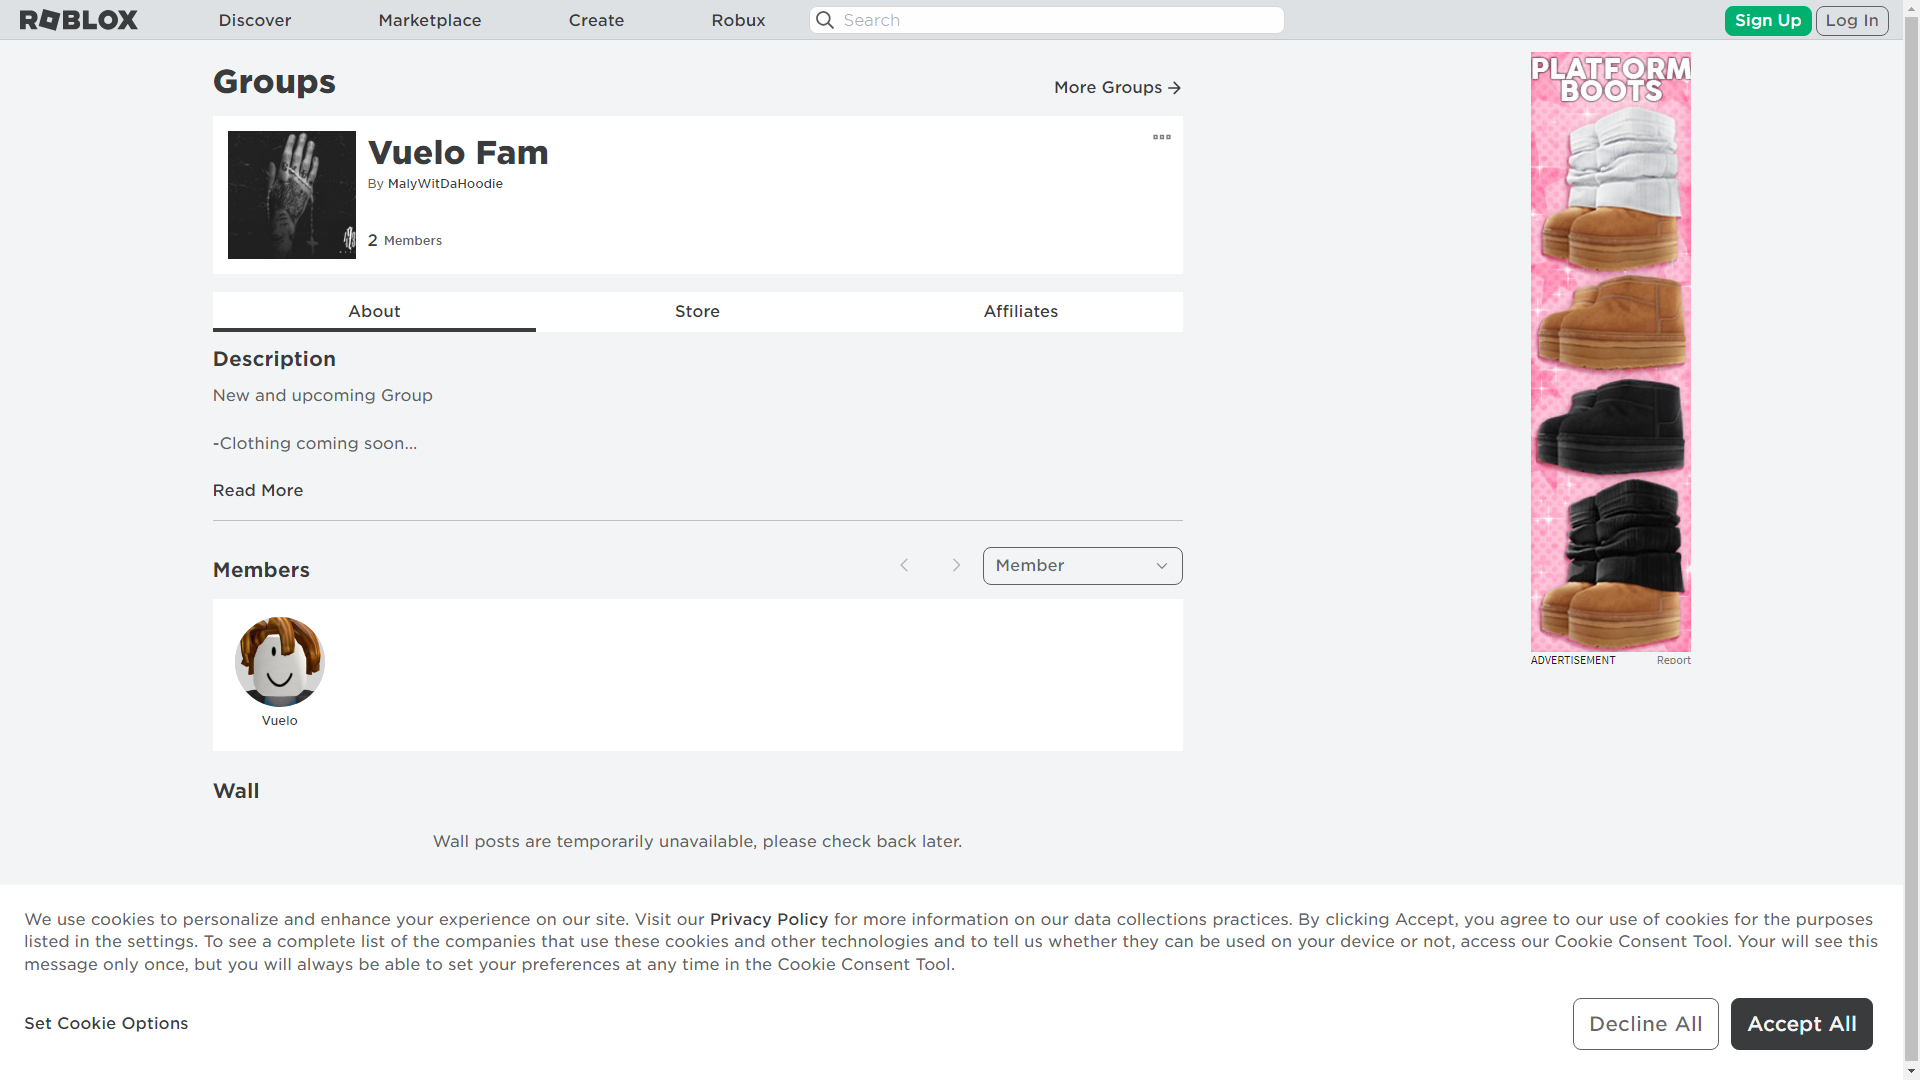 ROBLOX
Discover
Marketplace
Create
Robux
Search
Sign Up
Log In
Groups
More Groups
Vuelo Fam
By MalyWitDaHoodie
2 Members
About
Store
Affiliates
Description
New and upcoming Group
-Clothing coming soon...
Read More
Members
Member
Vuelo
Wall
Wall posts are temporarily unavailable, please check back later.
PLATFORM
BOOTS
ADVERTISEMENT
Report
We use cookies to personalize and enhance your experience on our site. Visit our Privacy Policy for more information on our data collections practices. By clicking Accept, you agree to our use of cookies for the purposes
listed in the settings. To see a complete list of the companies that use these cookies and other technologies and to tell us whether they can be used on your device or not, access our Cookie Consent Tool. Your will see this
message only once, but you will always be able to set your preferences at any time in the Cookie Consent Tool.
Set Cookie Options
Decline All
Accept All